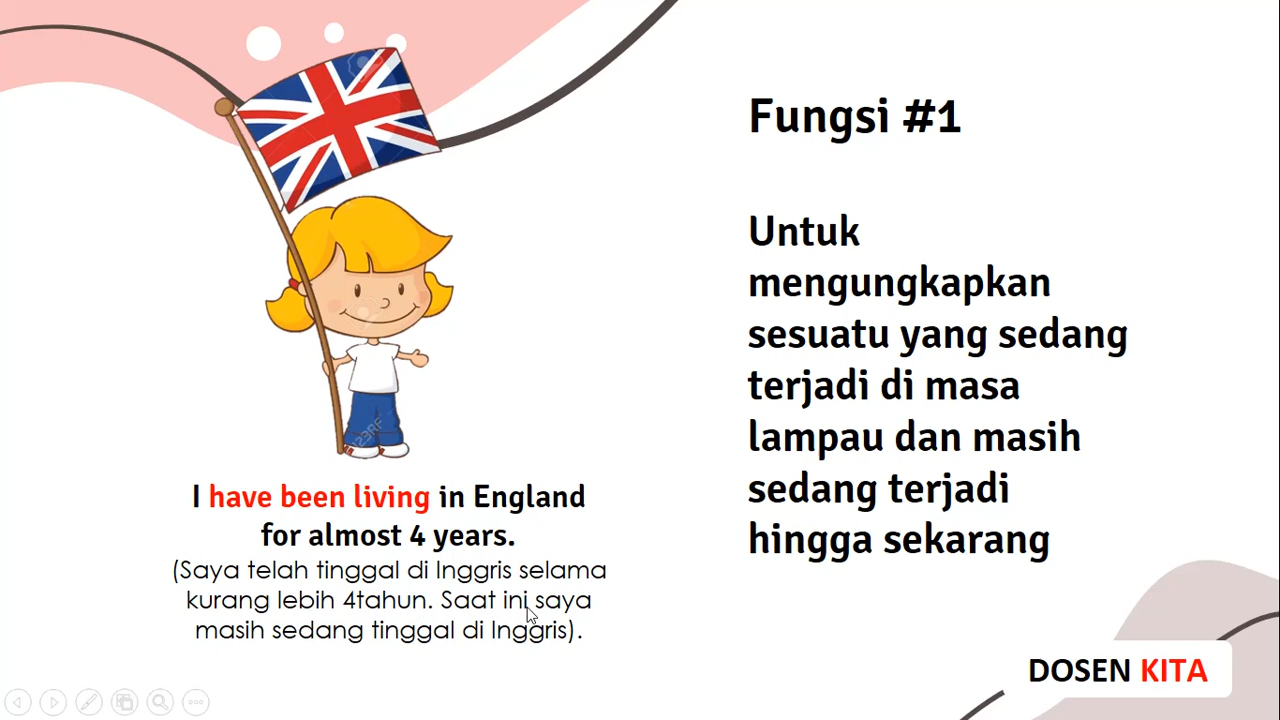 I have been living in England
for almost 4 years.
(Saya telah tinggal di Inggris selama
kurang lebih 4tahun. Saat ini saya
masih sedang tinggal di Inggris).
Fungsi #1
Untuk
mengungkapkan
sesuatu yang sedang
terjadi di masa
lampau dan masih
sedang terjadi
hingga sekarang
DOSEN KITA
123RF